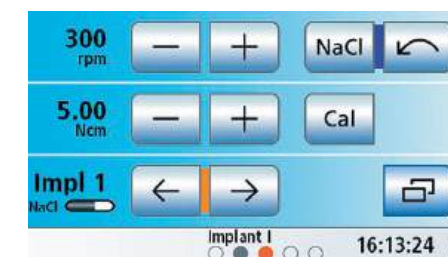 300
rpm
NaCl
5.00
Ncm
Cal
Impl 1
NaCl
Implant I
16:13:24